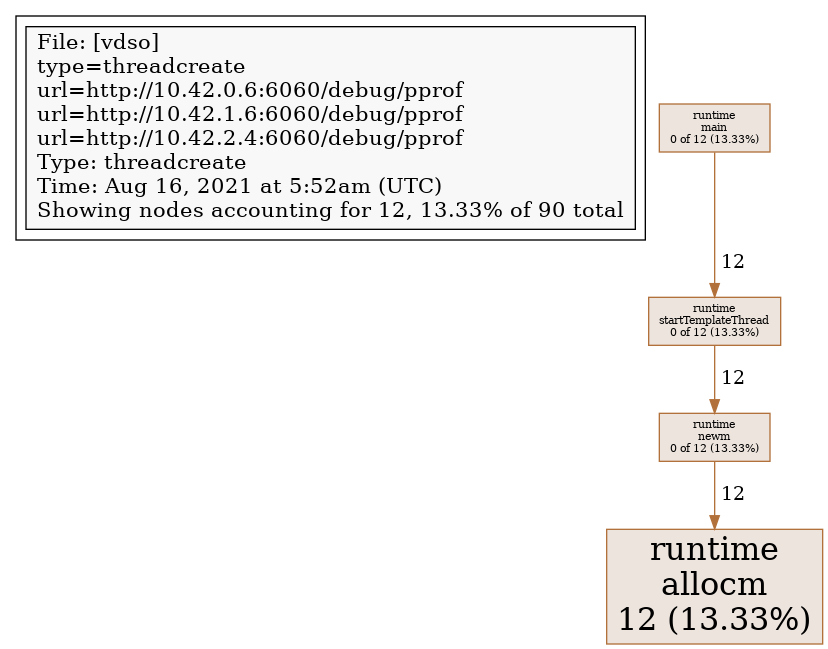 File: [vdso]
type=threadcreate
url=http://10.42.0.6:6060/debug/pprof
url=http://10.42.1.6:6060/debug/pprof
url=http://10.42.2.4:6060/debug/pprof
Type: threadcreate
Time: Aug 16, 2021 at 5:52am (UTC)
Showing nodes accounting for 12, 13.33% of 90 total
runtime
main
0 of 12 (13.33%)
12
runtime
startTemplateThread
0 of 12 (13.33%)
12
runtime
newm
0 of 12 (13.33%)
12
runtime
allocm
12 (13.33%)